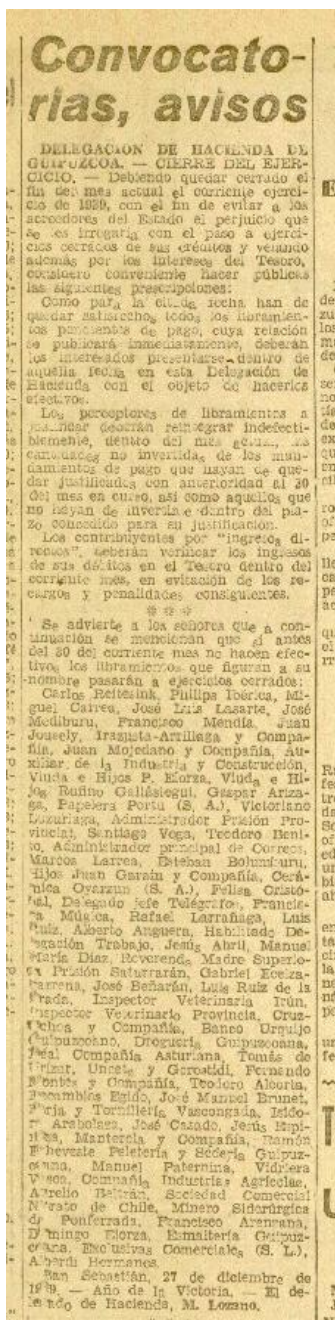 Convocato-
rias, avisos
DELEGACION DE HACIENDA DE
GUIPUZCOA. — CIERRE DEL EJER-
CICIO. — Debiendo quedar cerrado el
fin del mes actual el corriente ejerci-
cio de 1939, con el fin de evitar a los
acreedores del Estado el perjuicio que
se les irrogaría con el paso a ejerci-
cios cerrados de sus créditos y velando
además por los intereses del Tesoro,
considero conveniente hacer públicas
las siguientes prescripciones:
Como para la citada fecha han de
quedar satisfechos todos los libramien-
tos pendientes de pago, cuya relación
se publicará inmediatamente, deberán
los interesados presentarse dentro de
aquella fecha en esta Delegación de
Hacienda con el objeto de hacerlos
efectivos.
Los perceptores de libramientos a
justificar deberán reintegrar indefecti-
blemente, dentro del mes actual, las
cantidades no invertidas de los man-
damientos de pago que hayan de que-
dar justificados con anterioridad al 30
del mes en curso, así como aquellos que
no hayan de invertirse dentro del pla-
zo concedido para su justificación.
Los contribuyentes por "ingresos di-
rectos", deberán verificar los ingresos
de sus débitos en el Tesoro dentro del
corriente mes, en evitación de los re-
cargos y penalidades consiguientes.
* * *
Se advierte a los señores que a con-
tinuación se mencionan que si antes
del 30 del corriente mes no hacen efec-
tivos los libramientos que figuran a su
nombre pasarán a ejercicios cerrados:
Carlos Philips Ibérica, Mi-
guel José Luis Lasarte, José
Mediburu, Francisco Mendía, Juan
Jousely, Irazusta-Artillaga y Compa-
ñía, Juan Mojedano y Compañía, Au-
xiliar de la Industria y Construcción,
Viuda e Hijos P. Elorza, Viuda e Hi-
jos Rufino Gallástegui, Gaspar Ariza-
ga, Papelera Portu (S. A.), Victoriano
Luzuriaga, Administrador Prisión Pro-
vincial, Santiago Vega, Teodoro Beni-
to, Administrador principal de Correos,
Marcos Larrea, Esteban Bolumburu,
Hijos Juan Garaín y Compañía, Cerá-
mica Oyarzun (S. A.), Felisa Cristó-
bal, Delegado jefe Telégrafos, Francis-
ca Múgica, Rafael Larrañaga, Luis
Ruiz, Alberto Anguera, Habilitado De-
legación Trabajo, Jesús Abril, Manuel
María Díaz, Reverenda Madre Superio-
ra Prisión Saturrarán, Gabriel
José Beñarán, Luis Ruiz de la
Prada, Inspector Veterinaria Irún,
Inspector Veterinario Provincia, Cruz-
Ochoa y Compañía, Banco Urquijo
Guipuzcoano, Droguería Guipuzcoana,
Real Compañía Asturiana, Tomás de
Urízar, Unceta y Gorostidi, Fernando
Montes y Compañía, Teodoro Alcorta,
Recambios Egido, José Manuel Brunet,
Forja y Tornillería Vascongada, Isido-
ro Arabolaza, José Casado, Jesús Espi-
Mantercia y Compañía, Ramón
Echeveste Peletería y Sedería Guipuz-
coana, Manuel Paternina, Vidriera
Vasca, Compañía Industrias Agrícolas,
Aurelio Beltrán, Sociedad Comercial
Nitrato de Chile, Minero Siderúrgica
de Ponferrada, Francisco Arenzana,
Domingo Elorza, Esmaltería Guipuz-
coana, Exclusivas Comerciales (S. L.),
Alberdi Hermanos.
San Sebastián, 27 de diciembre de
1939. — Año de la Victoria. — El de-
legado de Hacienda, M. Lozano.